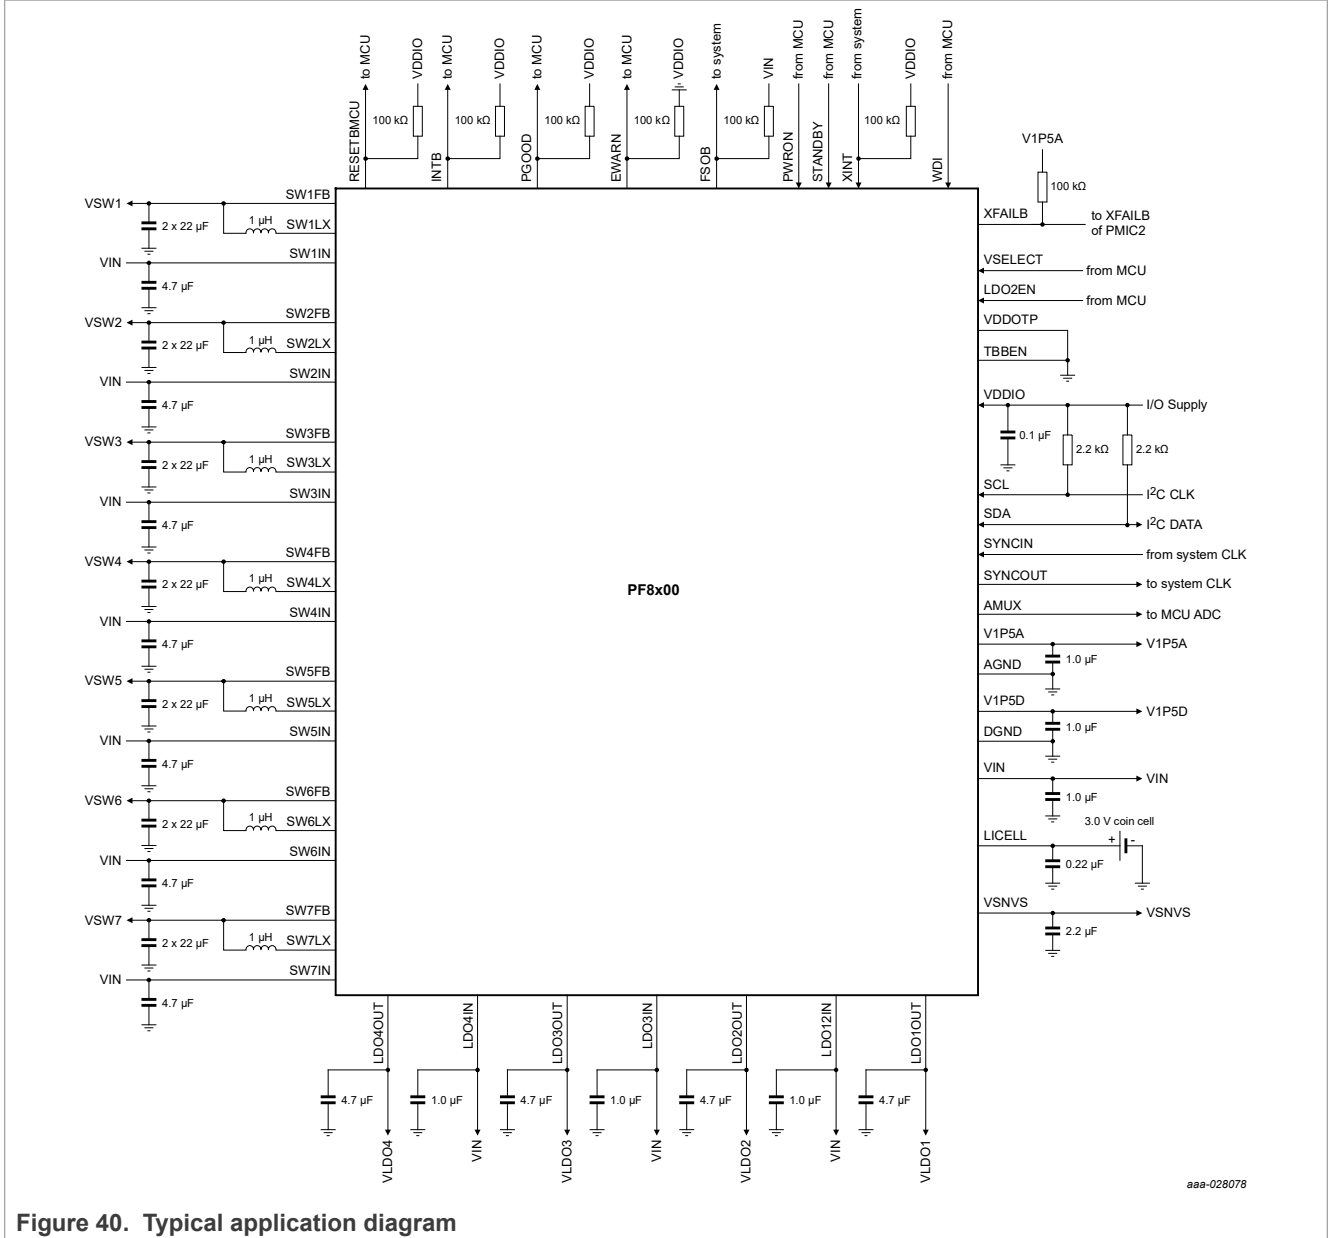 to MCU
VDDIO
to MCU
VDDIO
to MCU
VDDIO
to MCU
VDDIO
to system
VIN
from MCU
from MCU
from system
VDDIO
from MCU
100 kΩ
100 kΩ
100 kΩ
100 kΩ
100 kΩ
100 kΩ
RESETBMCU
INTB
PGOOD
EWARN
FSOB
PWRON
STANDBY
XINT
WDI
VSW1
SW1FB
2 x 22 µF
1 µH
SW1LX
VIN
SW1IN
4.7 µF
VSW2
SW2FB
2 x 22 µF
1 µH
SW2LX
VIN
SW2IN
4.7 µF
VSW3
SW3FB
2 x 22 µF
1 µH
SW3LX
VIN
SW3IN
4.7 µF
VSW4
SW4FB
2 x 22 µF
1 µH
SW4LX
VIN
SW4IN
4.7 µF
VSW5
SW5FB
2 x 22 µF
1 µH
SW5LX
VIN
SW5IN
4.7 µF
VSW6
SW6FB
2 x 22 µF
1 µH
SW6LX
VIN
SW6IN
4.7 µF
VSW7
SW7FB
2 x 22 µF
1 µH
SW7LX
VIN
SW7IN
4.7 µF
PF8x00
V1P5A
100 kΩ
XFAILB
to XFAILB
of PMIC2
VSELECT
from MCU
LDO2EN
from MCU
VDDOTP
TBBEN
VDDIO
I/O Supply
0.1 µF
2.2 kΩ
2.2 kΩ
SCL
I2C CLK
SDA
I2C DATA
SYNCIN
from system CLK
SYNCOUT
to system CLK
AMUX
to MCU ADC
V1P5A
V1P5A
1.0 µF
AGND
V1P5D
V1P5D
1.0 µF
DGND
VIN
VIN
1.0 µF
3.0 V coin cell
LICELL
+ -
0.22 µF
VSNVS
VSNVS
2.2 µF
LDO4OUT
LDO4IN
LDO3OUT
LDO3IN
LDO2OUT
LDO12IN
LDO1OUT
4.7 µF
1.0 µF
4.7 µF
1.0 µF
4.7 µF
1.0 µF
4.7 µF
VLDO4
VIN
VLDO3
VIN
VLDO2
VIN
VLDO1
aaa-028078
Figure 40. Typical application diagram